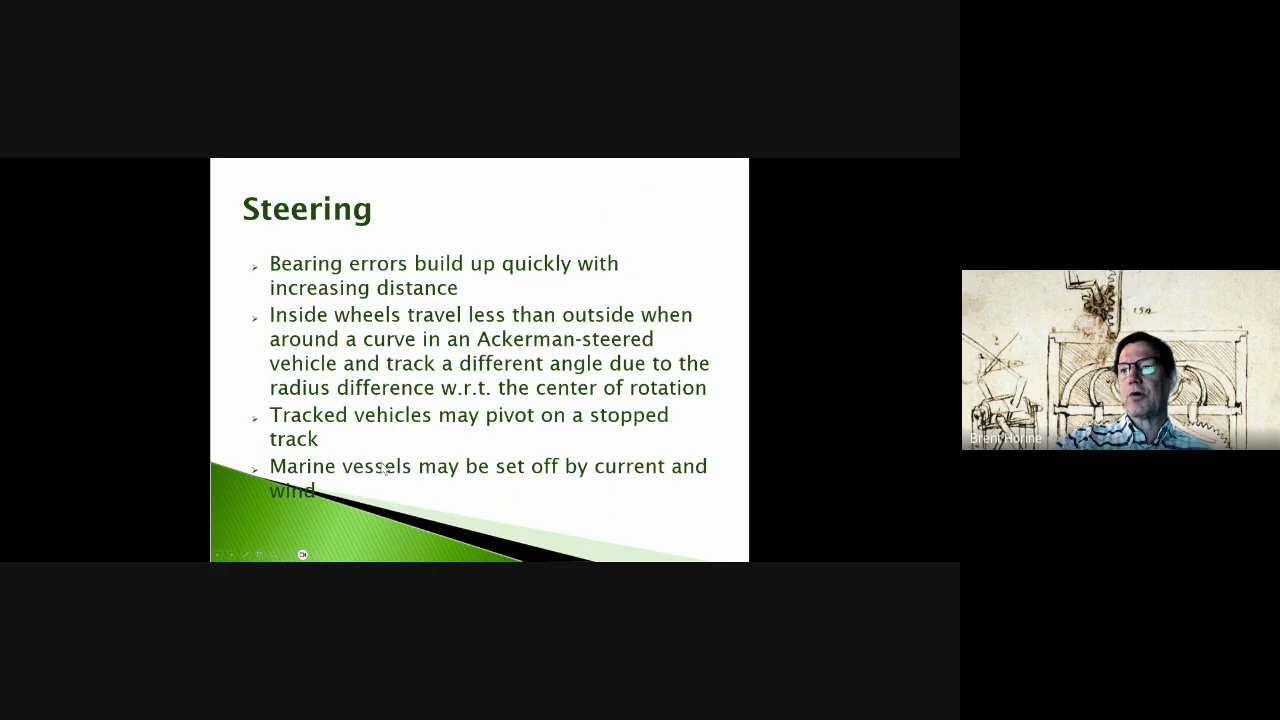 Steering
Bearing errors build up quickly with
increasing distance
Inside wheels travel less than outside when
around a curve in an Ackerman-steered
vehicle and track a different angle due to the
radius difference w.r.t. the center of rotation
Tracked vehicles may pivot on a stopped
track
Marine vessels may be set off by current and
wind
Brent Horine